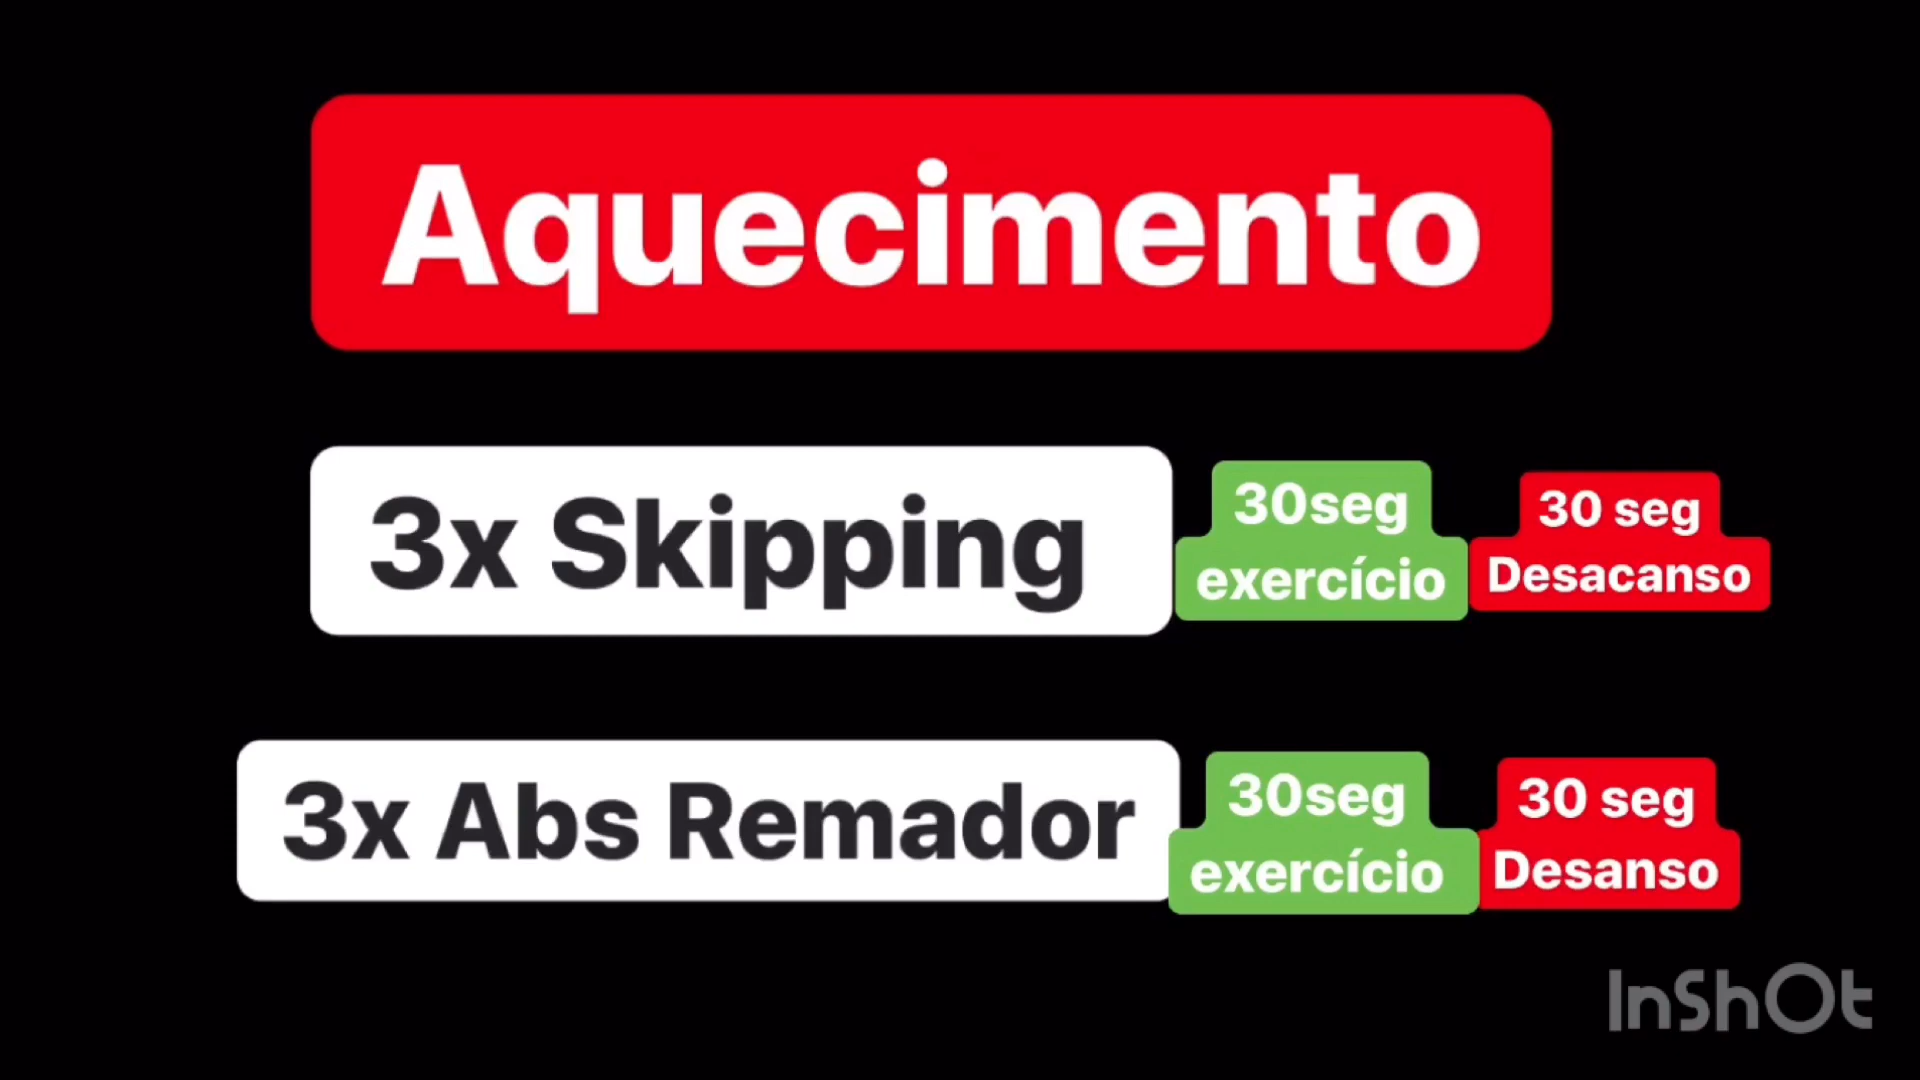 Aquecimento
3x Skipping
30seg
exercício
30 seg
Desacanso
3x Abs Remador
30seg
exercício
30 seg
Desanso
InShOt